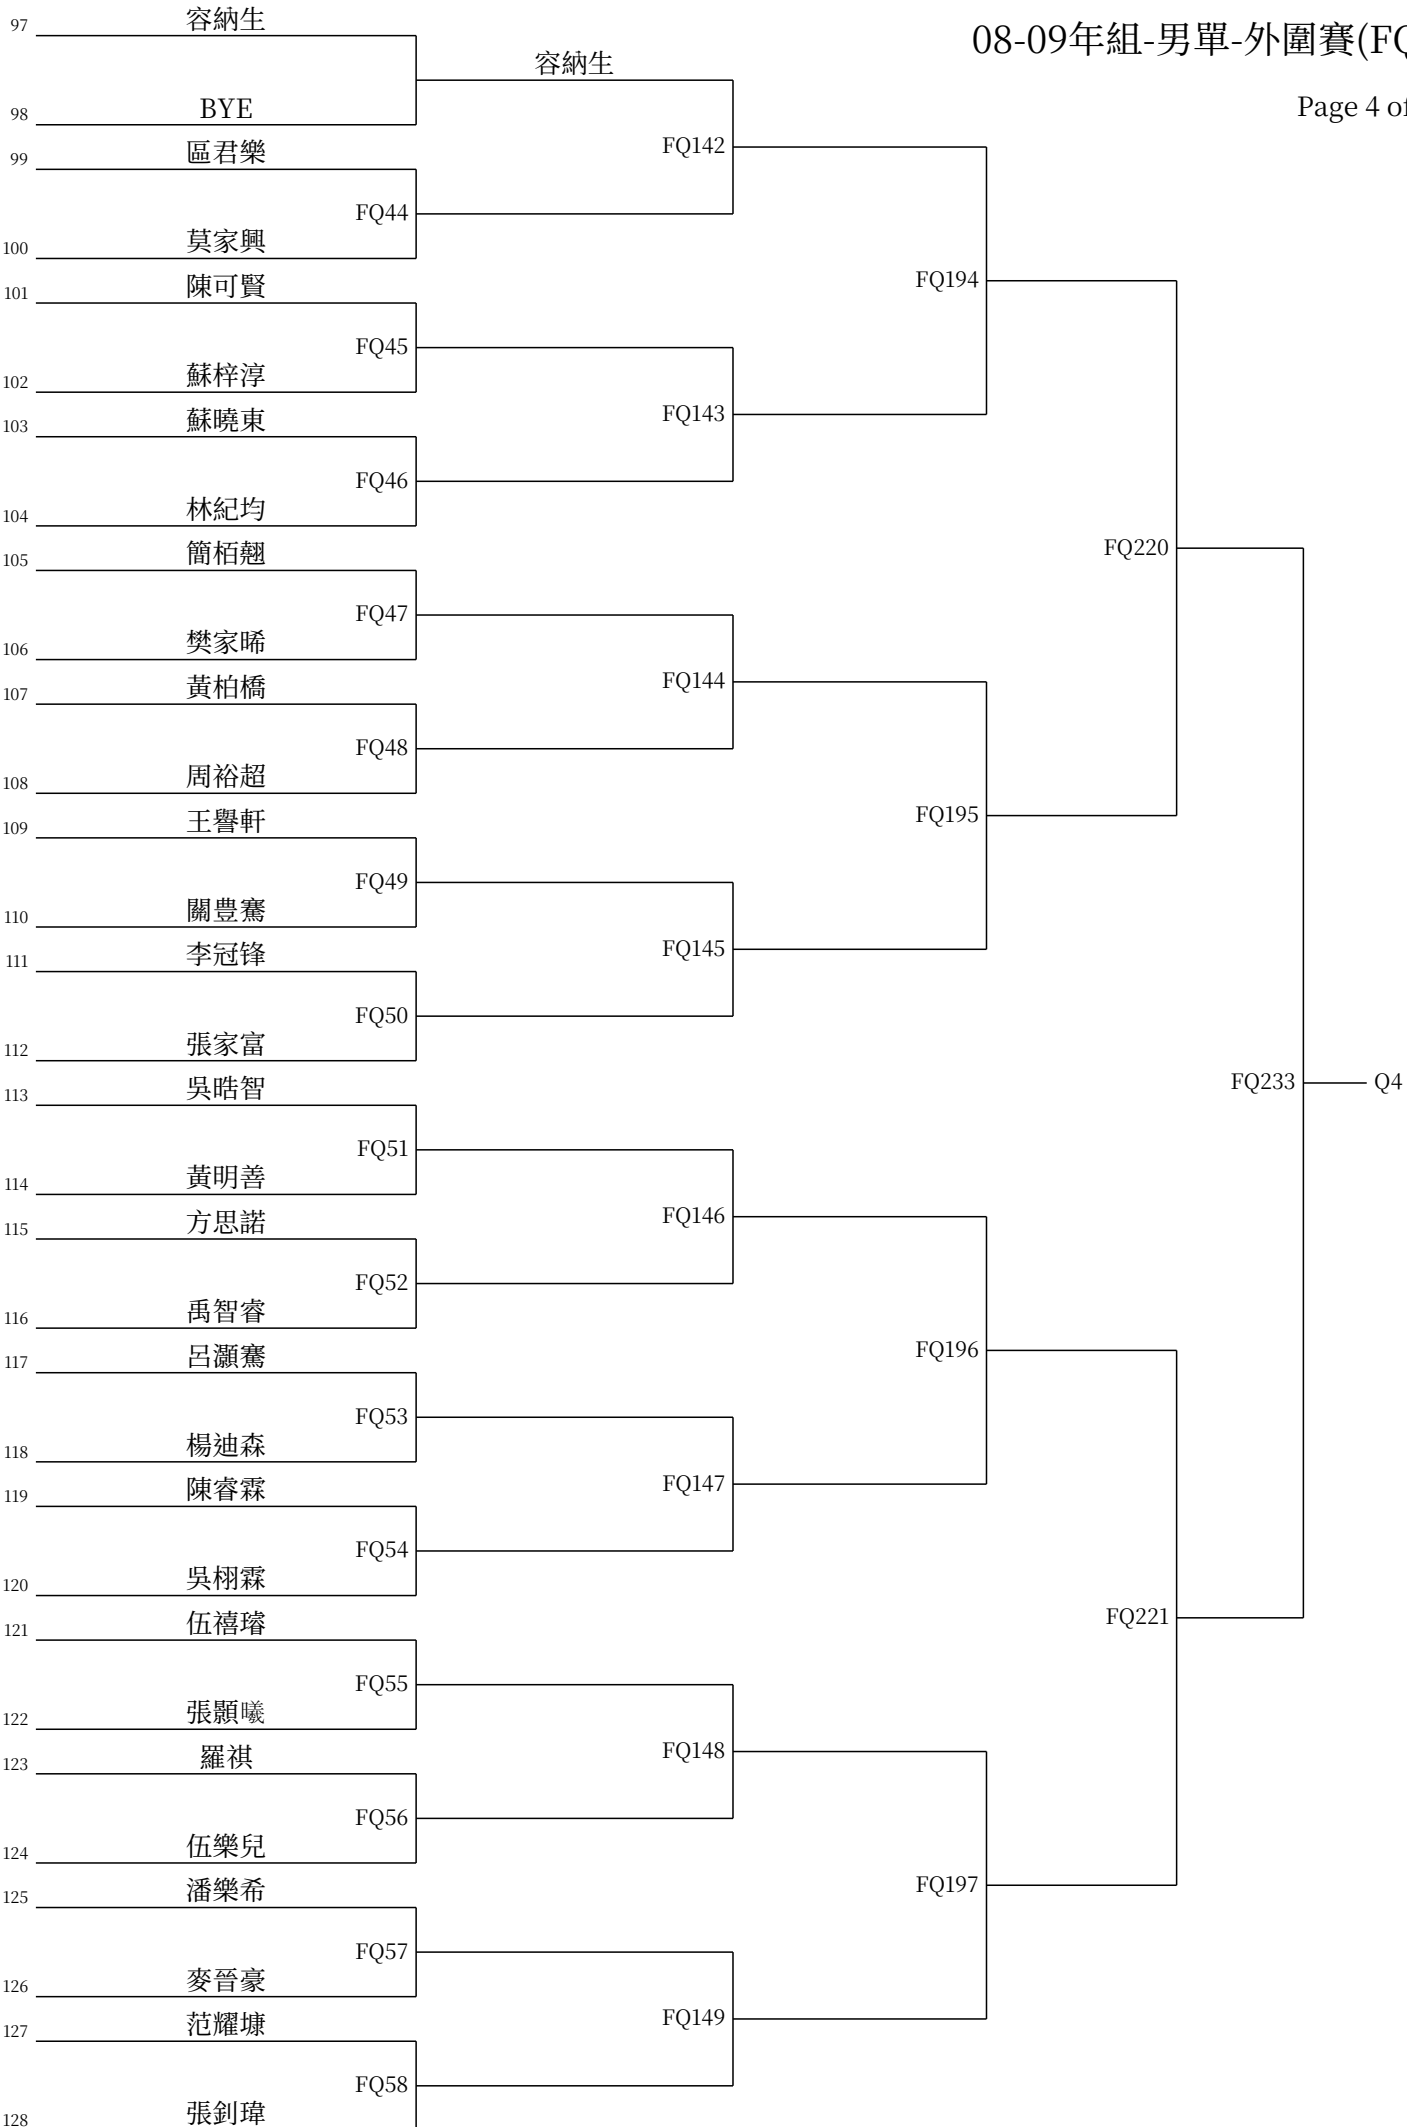 08-09年組-男單-外圍賽(FQ
Page 4 of
97 容納生
容納生
98 BYE
FQ142
99 區君樂
FQ44
100 莫家興
FQ194
101 陳可賢
FQ45
102 蘇梓淳
FQ143
103 蘇曉東
FQ46
104 林紀均
FQ220
105 簡栢翹
FQ47
106 樊家晞
FQ144
107 黃柏橋
FQ48
108 周裕超
FQ195
109 王譽軒
FQ49
110 關豊騫
FQ145
111 李冠锋
FQ50
112 張家富
FQ233 Q4
113 吳晧智
FQ51
114 黃明善
FQ146
115 方思諾
FQ52
116 禹智睿
FQ196
117 呂灝騫
FQ53
118 楊迪森
FQ147
119 陳睿霖
FQ54
120 吳栩霖
FQ221
121 伍禧璿
FQ55
122 張顥曦
FQ148
123 羅祺
FQ56
124 伍樂兒
FQ197
125 潘樂希
FQ57
126 麥晉豪
FQ149
127 范耀墉
FQ58
128 張釗瑋